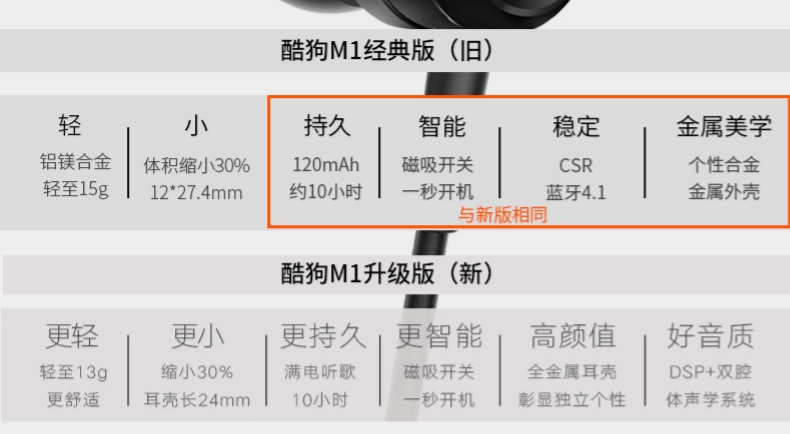 酷狗M1经典版（旧）
轻 小 持久 智能 稳定 金属美学
铝镁合金 体积缩小30% 120mAh 磁吸开关 CSR 个性合金
轻至15g 12*27.4mm 约10小时 一秒开机 蓝牙4.1 金属外壳
与新版相同
酷狗M1升级版（新）
更轻 更小 更持久 更智能 高颜值 好音质
轻至13g 缩小30% 满电听歌 磁吸开关 全金属耳壳 DSP+双腔
更舒适 耳壳长24mm 10小时 一秒开机 彰显独立个性 体声学系统